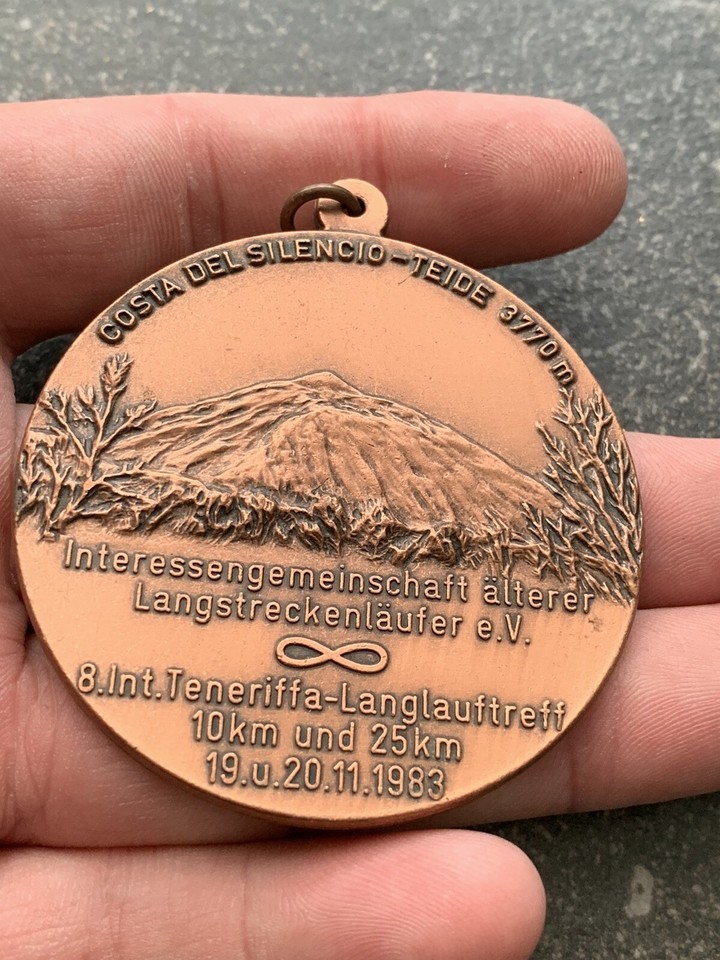 COSTA DEL SILENCIO-TEIDE 3770 m
Interessengemeinschaft älterer
Langstreckenläufer e.V.
8.Int.Teneriffa-Langlauftreff
10km und 25km
19.u.20.11.1983